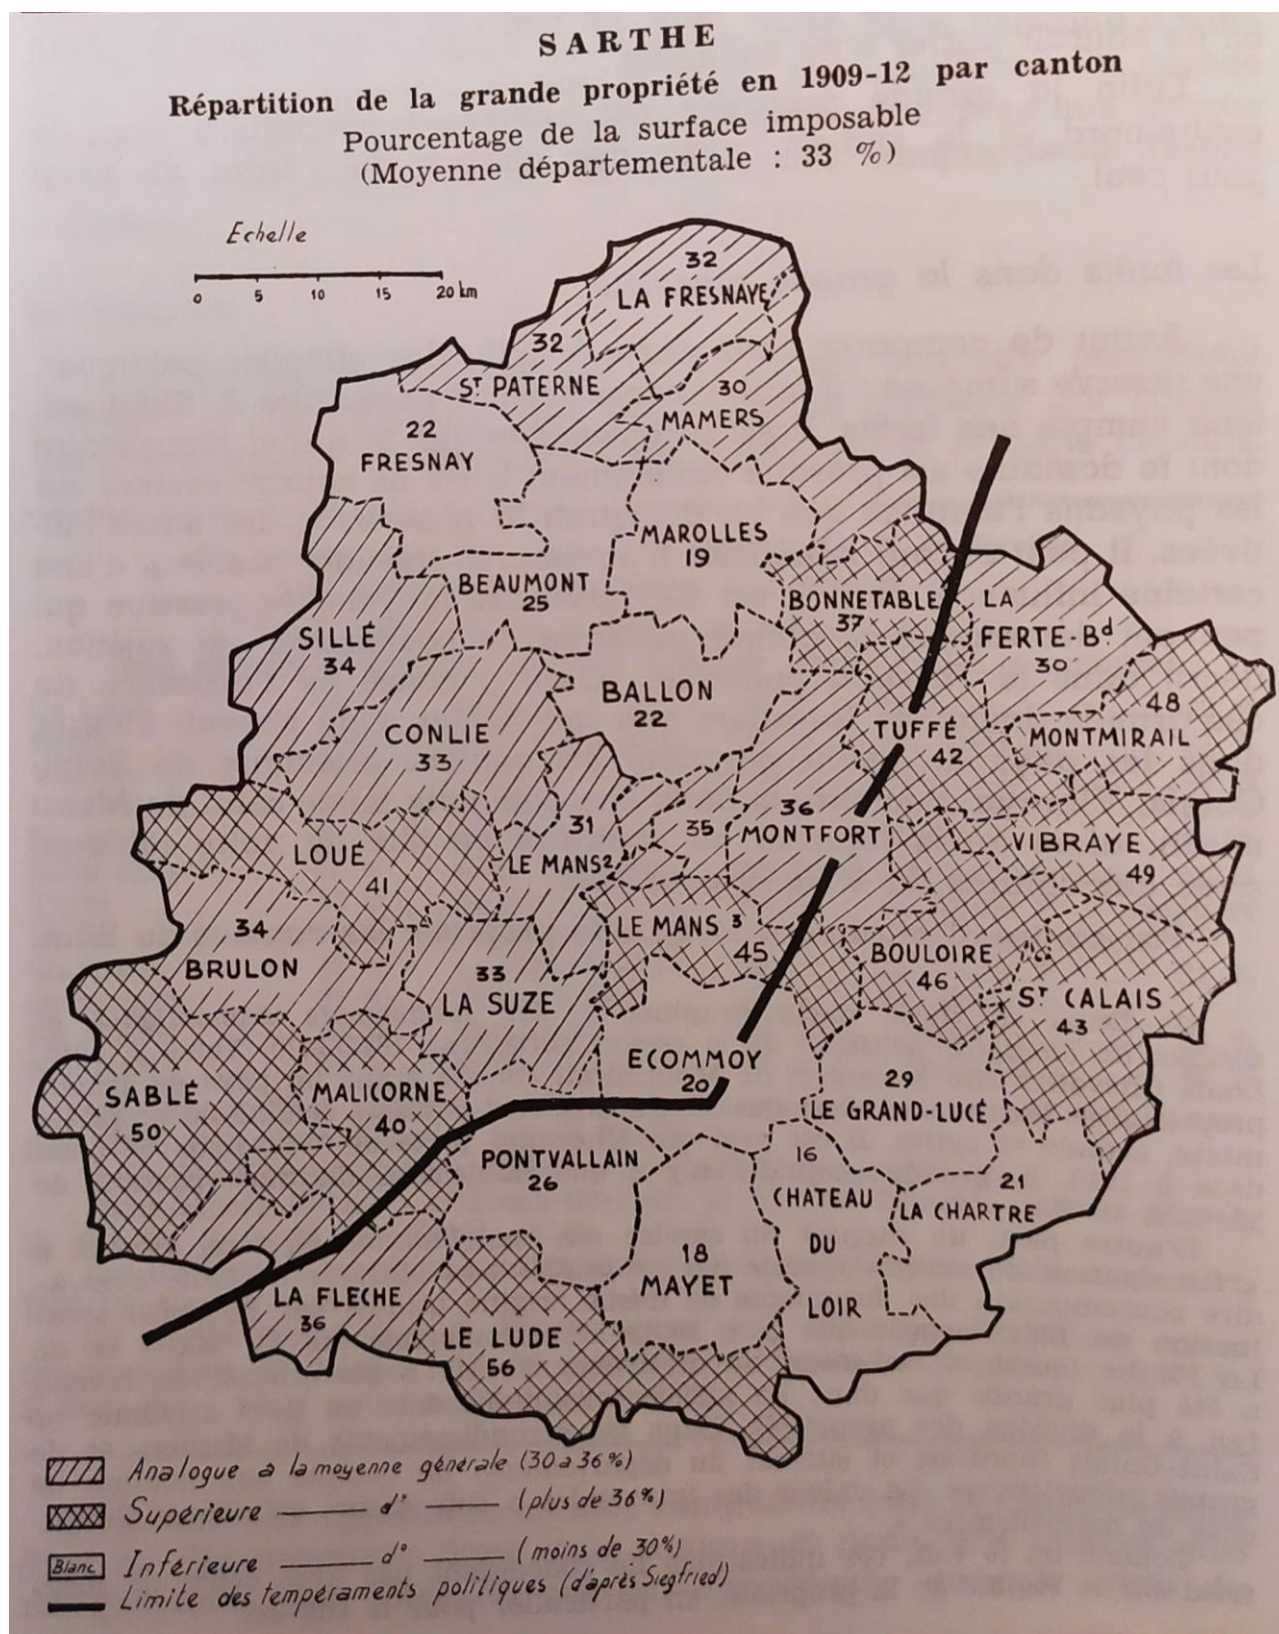 SARTHE
Répartition de la grande propriété en 1909-12 par canton
Pourcentage de la surface imposable
(Moyenne départementale : 33 %)
Echelle
0 5 10 15 20 km
32
LA FRESNAYE
32
ST PATERNE
30
MAMERS
22
FRESNAY
MAROLLES
19
BEAUMONT
25
BONNETABLE
37
LA
FERTE-Bd
30
SILLÉ
34
BALLON
22
48
MONTMIRAIL
CONLIE
33
TUFFÉ
42
31
LE MANS 2
35
36
MONTFORT
VIBRAYE
49
LOUÉ
41
34
BRULON
LE MANS 3
45
BOULOIRE
46
33
LA SUZE
ST CALAIS
43
ECOMMOY
20
29
LE GRAND-LUCÉ
SABLÉ
50
MALICORNE
40
PONTVALLAIN
26
16
CHATEAU
DU
LOIR
21
LA CHARTRE
18
MAYET
LA FLECHE
36
LE LUDE
56
Analogue à la moyenne générale (30 à 36%)
Supérieure —— d° —— (plus de 36%)
Blanc Inférieure —— d° —— (moins de 30%)
Limite des tempéraments politiques (d'après Siegfried)